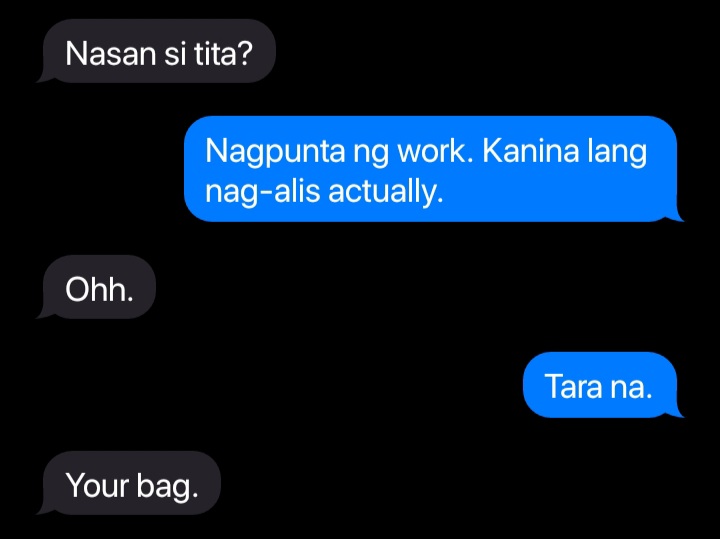 Nasan si tita?
Nagpunta ng work. Kanina lang
nag-alis actually.
Ohh.
Tara na.
Your bag.